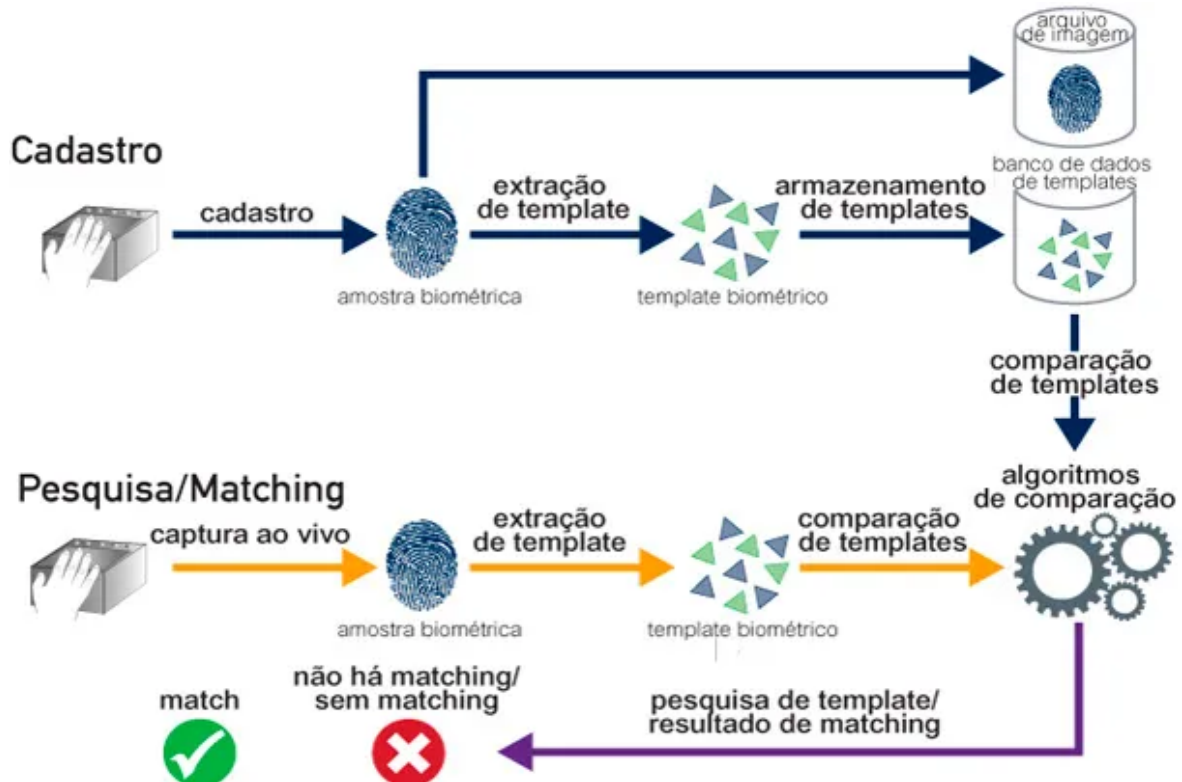 arquivo
de imagem
Cadastro
banco de dados
de templates
cadastro
extração
de template
armazenamento
de templates
amostra biométrica
template biométrico
comparação
de templates
algoritmos
de comparação
Pesquisa/Matching
captura ao vivo
extração
de template
comparação
de templates
amostra biométrica
template biométrico
match
não há matching/
sem matching
pesquisa de template/
resultado de matching